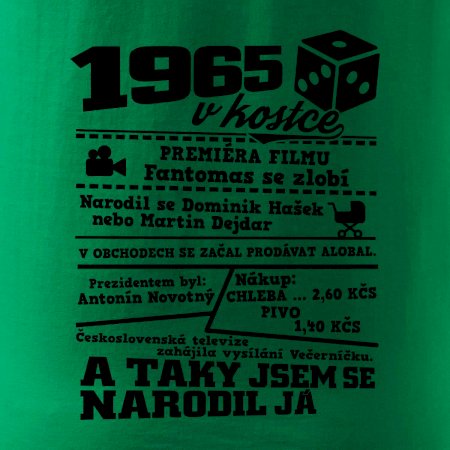 1965
v kostce
PREMIÉRA FILMU
Fantomas se zlobí
Narodil se Dominik Hašek
nebo Martin Dejdar
V OBCHODECH SE ZAČAL PRODÁVAT ALOBAL.
Prezidentem byl:
Antonín Novotný
Nákup:
CHLEBA ... 2,60 KČS
PIVO
1,40 KČS
Československá televize
zahájila vysílání Večerníčku.
A TAKY JSEM SE
NARODIL JÁ